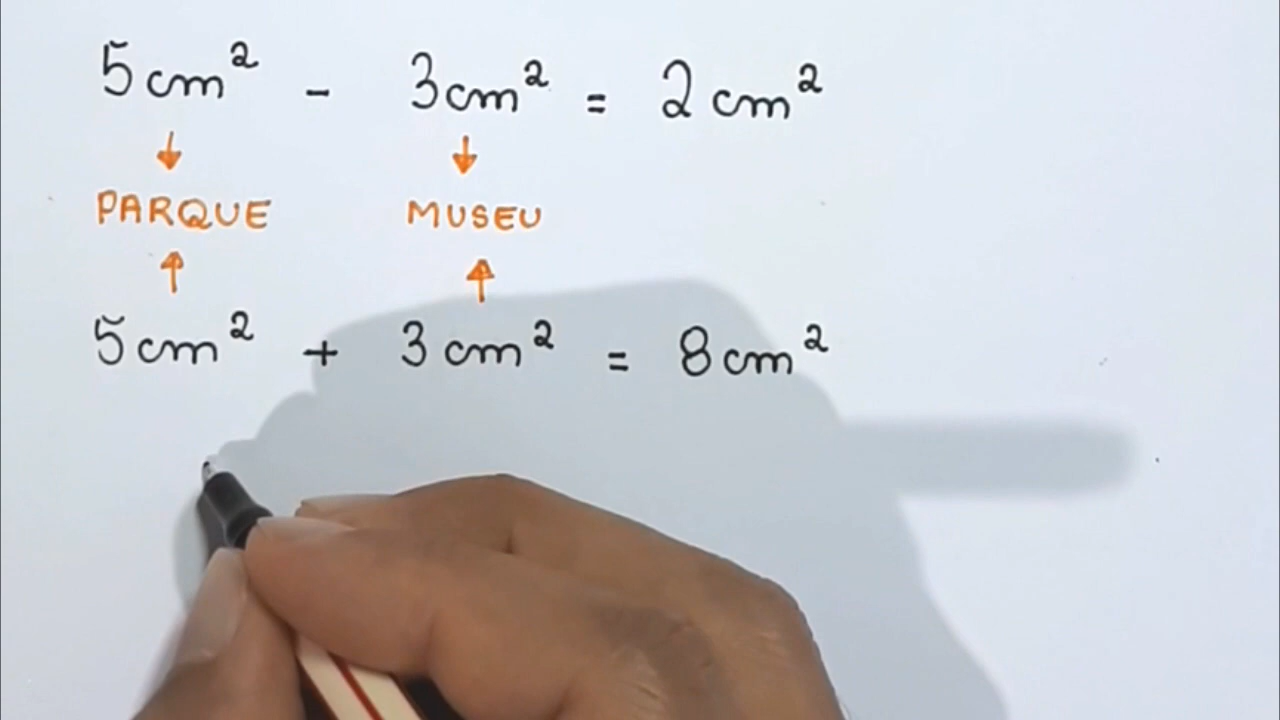 5cm² - 3cm² = 2cm²
↓ ↓
PARQUE MUSEU
↑ ↑
5cm² + 3cm² = 8cm²